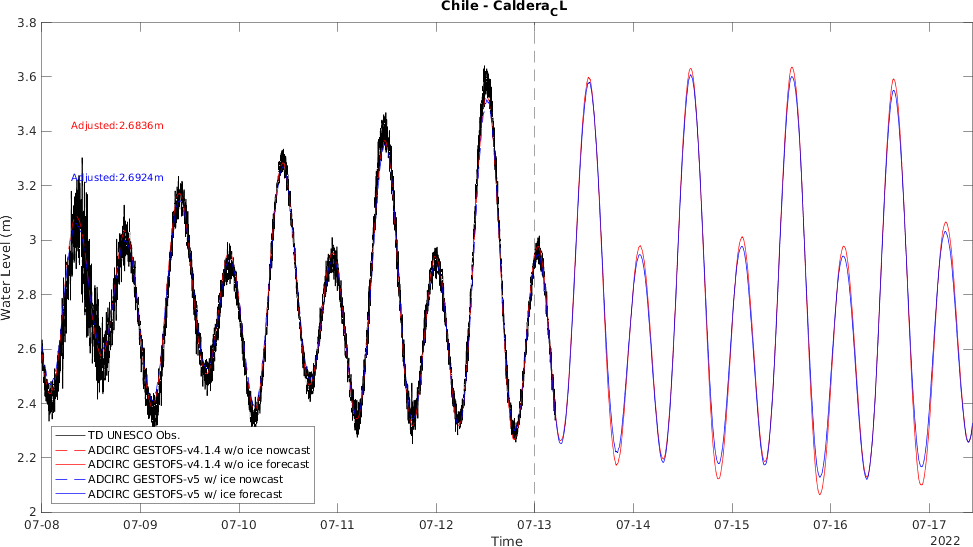 Chile - Caldera_CL
3.8
3.6
3.4
3.2
3
2.8
2.6
2.4
2.2
2
Water Level (m)
Adjusted:2.6836m
Adjusted:2.6924m
TD UNESCO Obs.
ADCIRC GESTOFS-v4.1.4 w/o ice nowcast
ADCIRC GESTOFS-v4.1.4 w/o ice forecast
ADCIRC GESTOFS-v5 w/ ice nowcast
ADCIRC GESTOFS-v5 w/ ice forecast
07-08 07-09 07-10 07-11 07-12 07-13 07-14 07-15 07-16 07-17
Time
2022